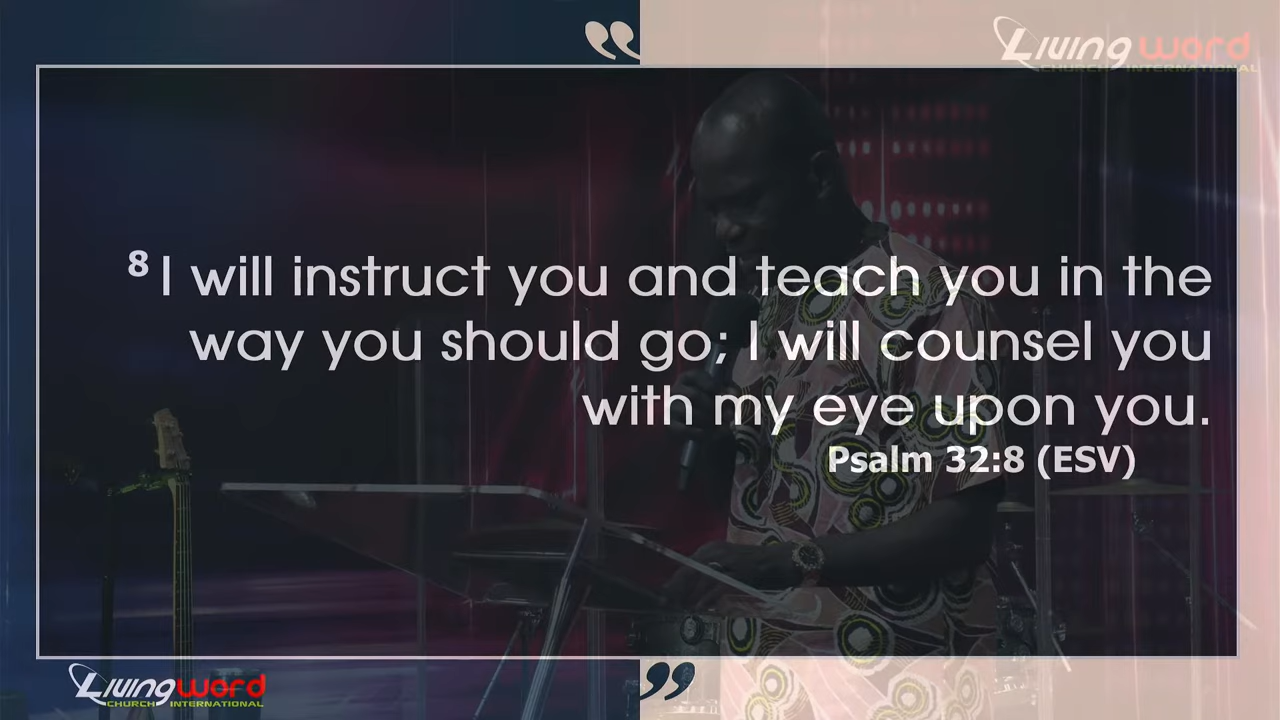 Living word
CHURCH INTERNATIONAL
8 I will instruct you and teach you in the
way you should go; I will counsel you
with my eye upon you.
Psalm 32:8 (ESV)
Living word
CHURCH INTERNATIONAL